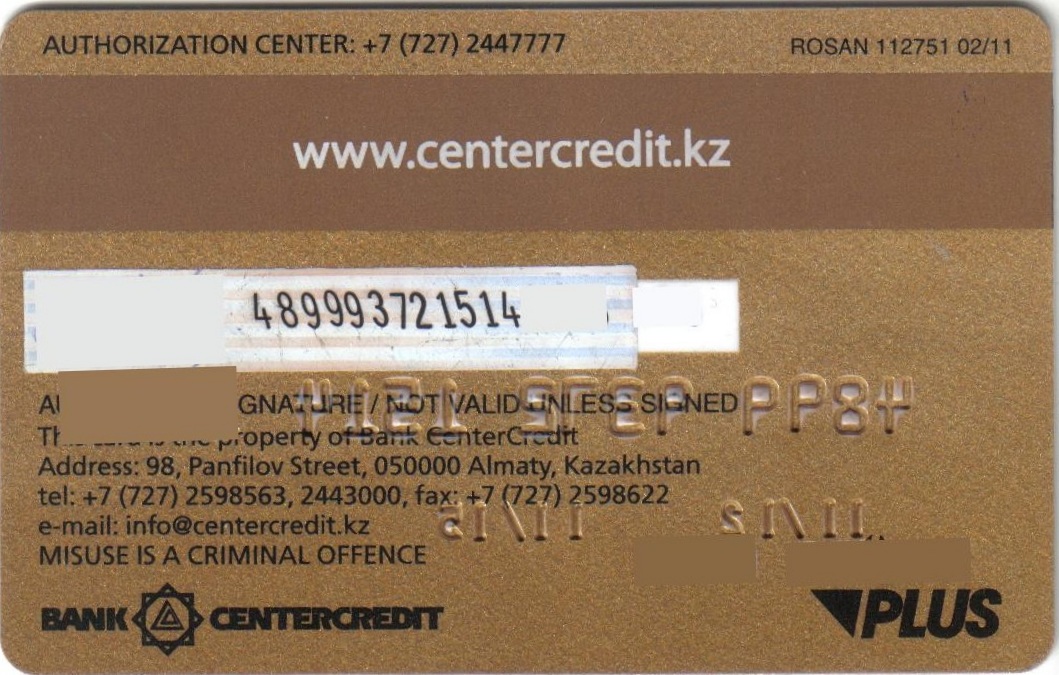 AUTHORIZATION CENTER: +7 (727) 2447777
ROSAN 112751 02/11
www.centercredit.kz
489993721514
GNATURE / NOT VALID UNLESS SIGNED
is the property of Bank CenterCredit
Address: 98, Panfilov Street, 050000 Almaty, Kazakhstan
tel: +7 (727) 2598563, 2443000, fax: +7 (727) 2598622
e-mail: info@centercredit.kz
MISUSE IS A CRIMINAL OFFENCE
BANK CENTERCREDIT
PLUS